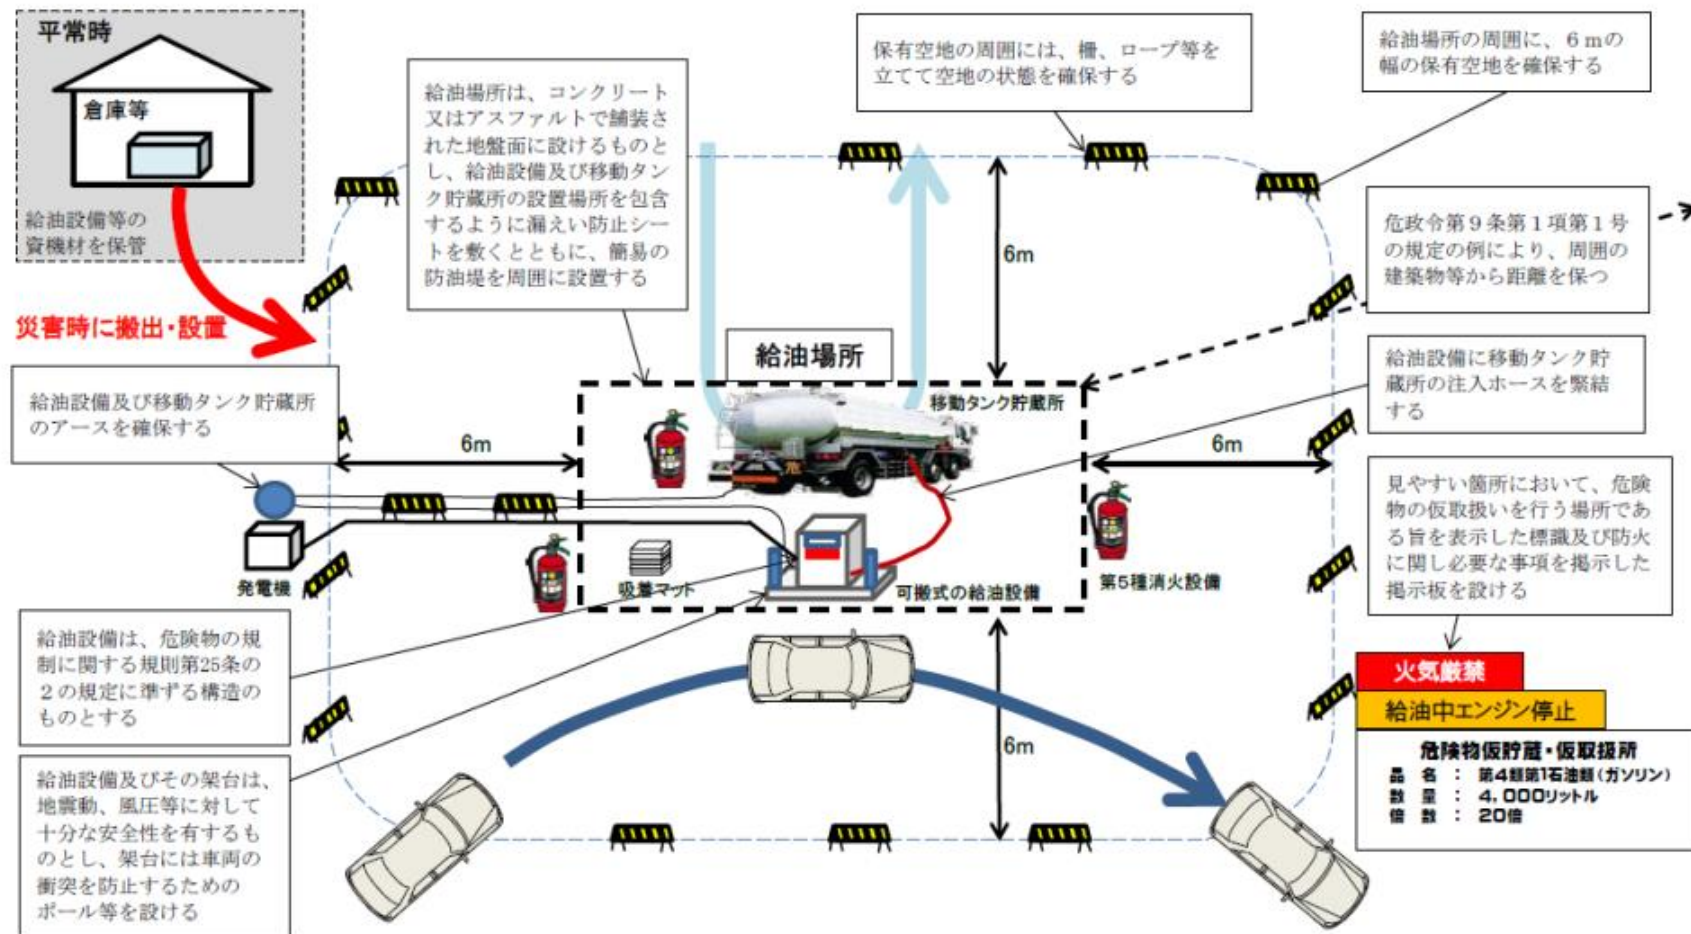 平常時
倉庫等
給油設備等の
資機材を保管
災害時に搬出・設置
給油場所は、コンクリート
又はアスファルトで舗装さ
れた地盤面に設けるものと
し、給油設備及び移動タン
ク貯蔵所の設置場所を包含
するように漏えい防止シー
トを敷くとともに、簡易の
防油堤を周囲に設置する
保有空地の周囲には、柵、ロープ等を
立てて空地の状態を確保する
給油場所の周囲に、6mの
幅の保有空地を確保する
危政令第9条第1項第1号
の規定の例により、周囲の
建築物等から距離を保つ
6m
給油場所
移動タンク貯蔵所
給油設備に移動タンク貯
蔵所の注入ホースを緊結
する
給油設備及び移動タンク貯蔵所
のアースを確保する
6m
6m
危
発電機
吸着マット
可搬式の給油設備
第5種消火設備
見やすい箇所において、危険
物の仮取扱いを行う場所であ
る旨を表示した標識及び防火
に関し必要な事項を掲示した
掲示板を設ける
給油設備は、危険物の規
制に関する規則第25条の
2の規定に準ずる構造の
ものとする
6m
火気厳禁
給油中エンジン停止
危険物仮貯蔵・仮取扱所
品 名 : 第4類第1石油類(ガソリン)
数 量 : 4,000リットル
倍 数 : 20倍
給油設備及びその架台は、
地震動、風圧等に対して
十分な安全性を有するも
のとし、架台には車両の
衝突を防止するための
ポール等を設ける